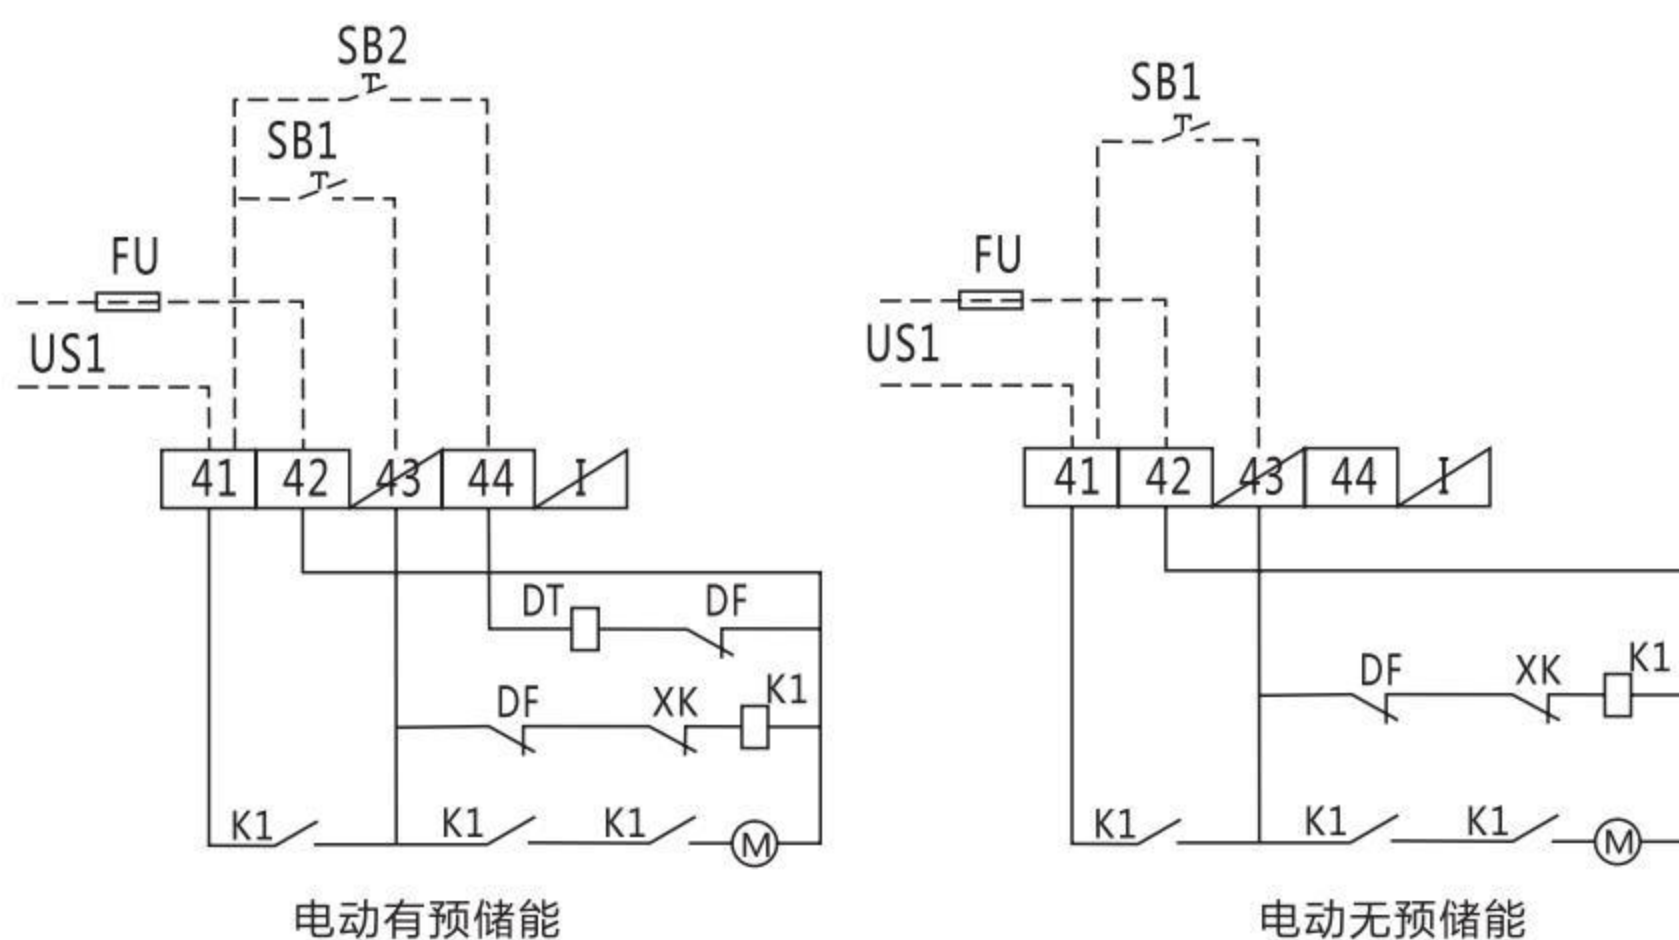 SB2
SB1
FU
US1
41 42 43 44 I
DT DF
DF XK K1
K1 K1 K1 M
电动有预储能
SB1
FU
US1
41 42 43 44 I
DF XK K1
K1 K1 K1 M
电动无预储能